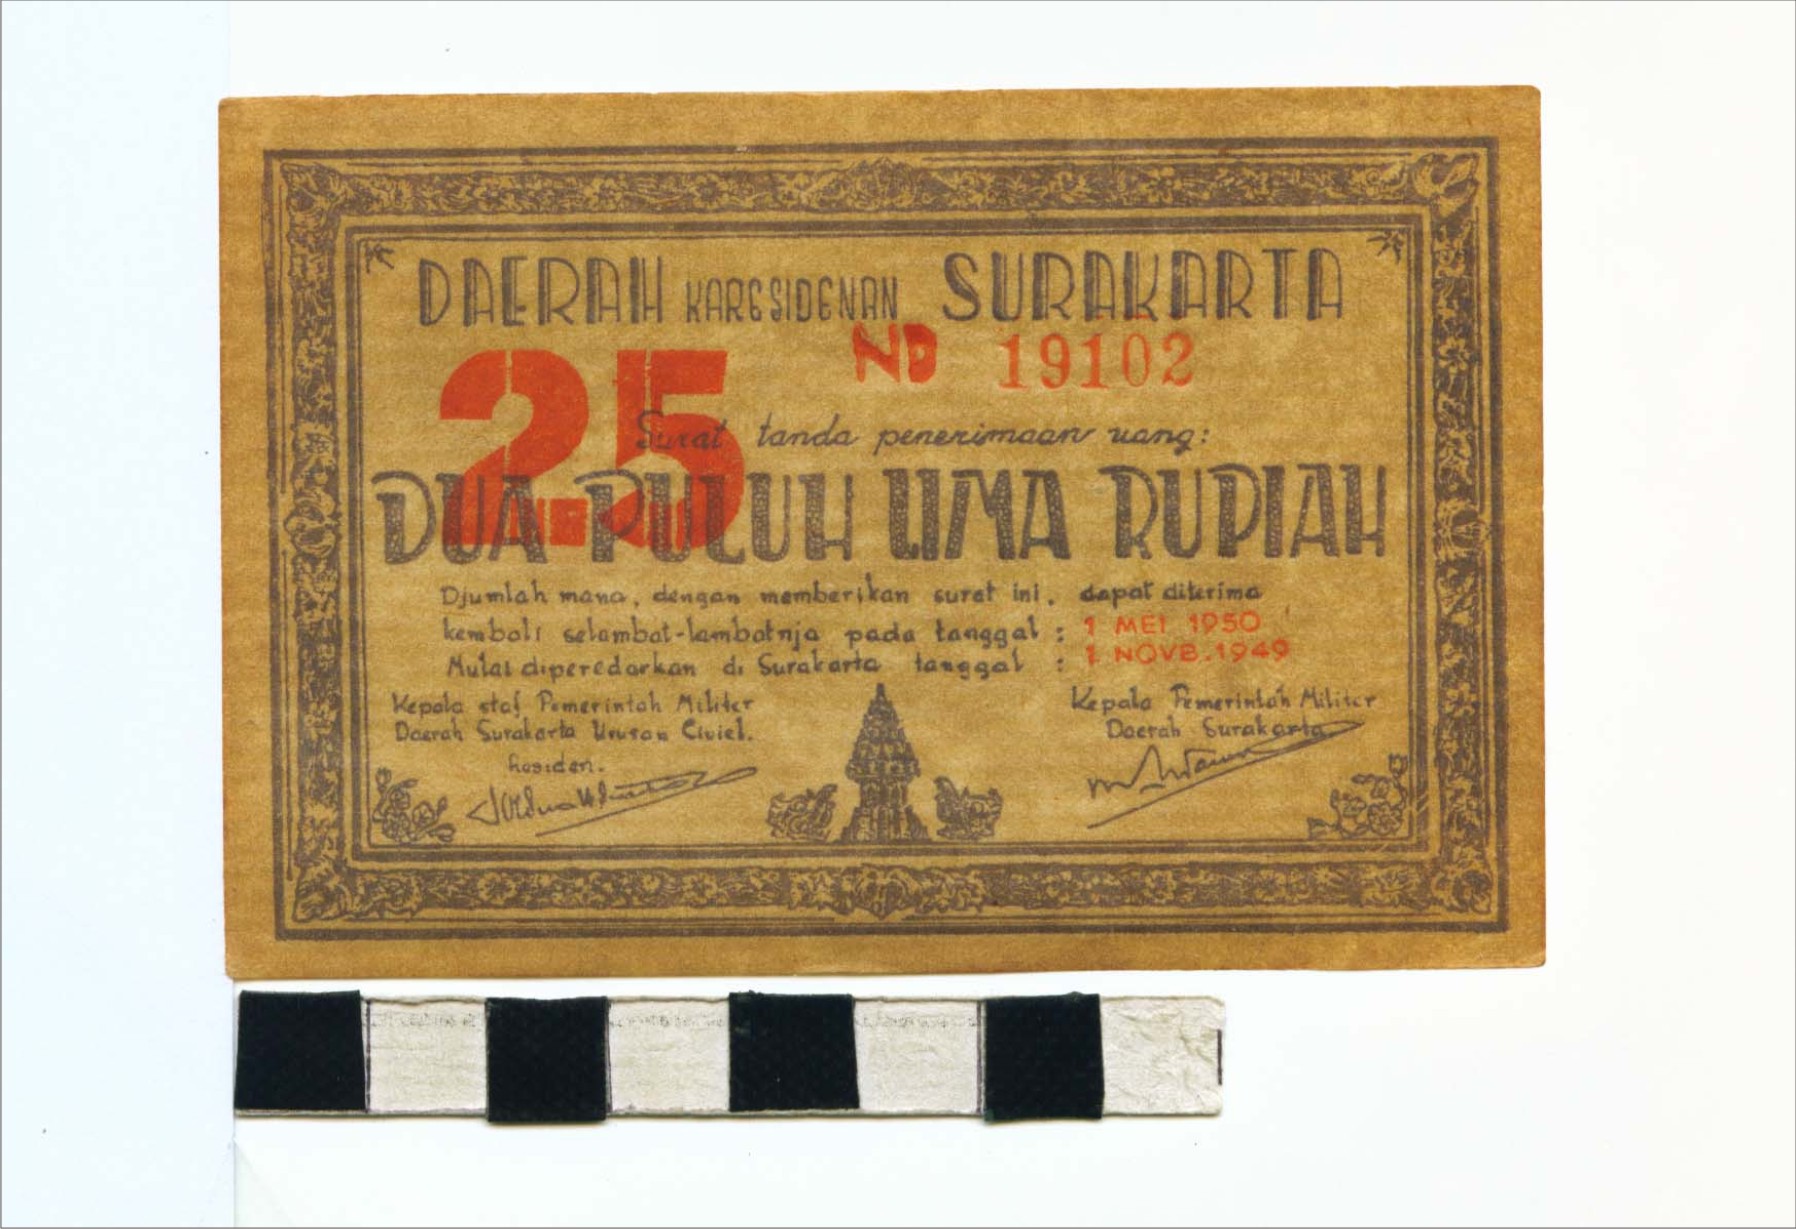 DAERAH KARESIDENAN SURAKARTA
25 NO 19102
Surat tanda penerimaan uang:
DUA PULUH LIMA RUPIAH
Djumlah mana, dengan memberikan surat ini, dapat diterima
kembali selambat-lambatnja pada tanggal : 1 MEI 1950
Mulai diperedarkan di Surakarta tanggal : 1 NOVB.1949
Kepala staf Pemerintah Militer
Daerah Surakarta Urusan Civiel.
Residen.
Kepala Pemerintah Militer
Daerah Surakarta